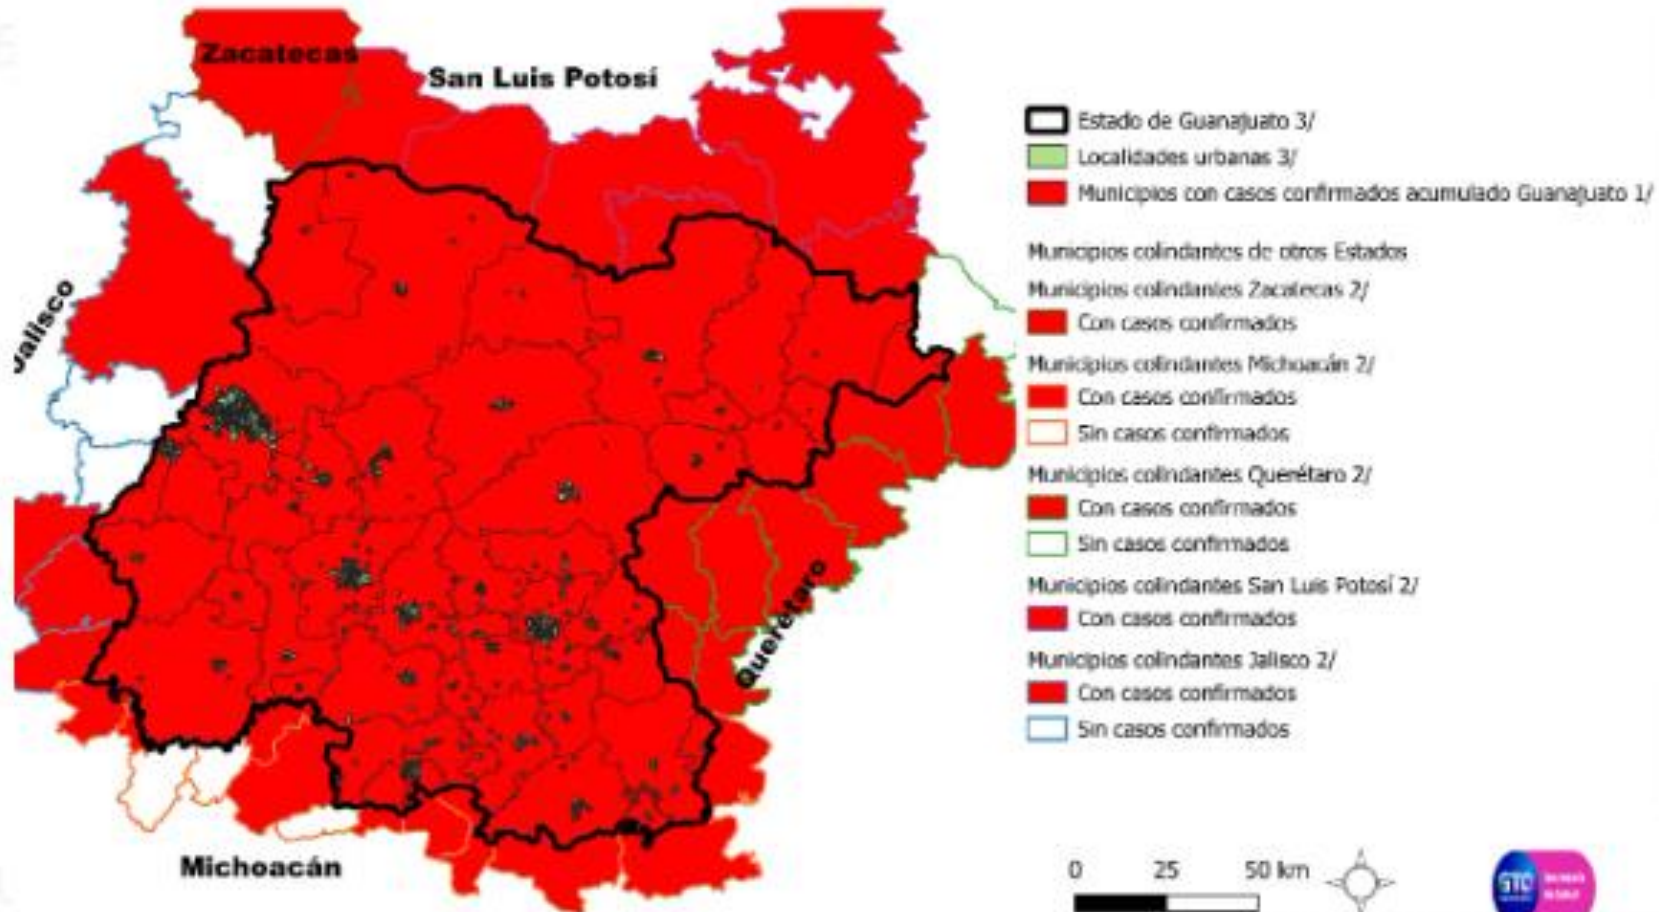 Zacatecas
San Luis Potosí
Jalisco
Querétaro
Michoacán
Estado de Guanajuato 3/
Localidades urbanas 3/
Municipios con casos confirmados acumulado Guanajuato 1/
Municipios colindantes de otros Estados
Municipios colindantes Zacatecas 2/
Con casos confirmados
Municipios colindantes Michoacán 2/
Con casos confirmados
Sin casos confirmados
Municipios colindantes Querétaro 2/
Con casos confirmados
Sin casos confirmados
Municipios colindantes San Luis Potosí 2/
Con casos confirmados
Municipios colindantes Jalisco 2/
Con casos confirmados
Sin casos confirmados
0 25 50 km
GTO